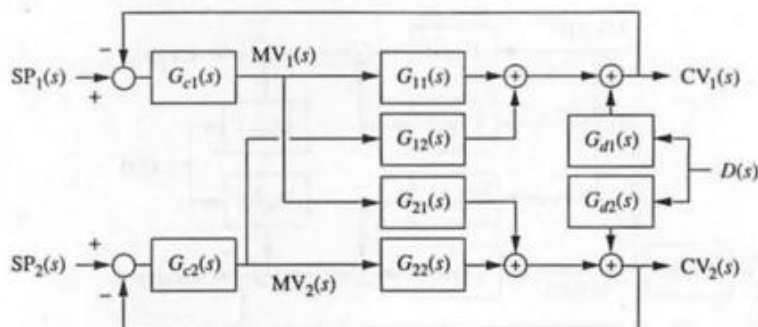 −
SP₁(s)
+
G_c1(s)
MV₁(s)
G₁₁(s)
+
+
CV₁(s)
G₁₂(s)
G_d1(s)
D(s)
G₂₁(s)
G_d2(s)
+
SP₂(s)
−
G_c2(s)
MV₂(s)
G₂₂(s)
+
+
CV₂(s)